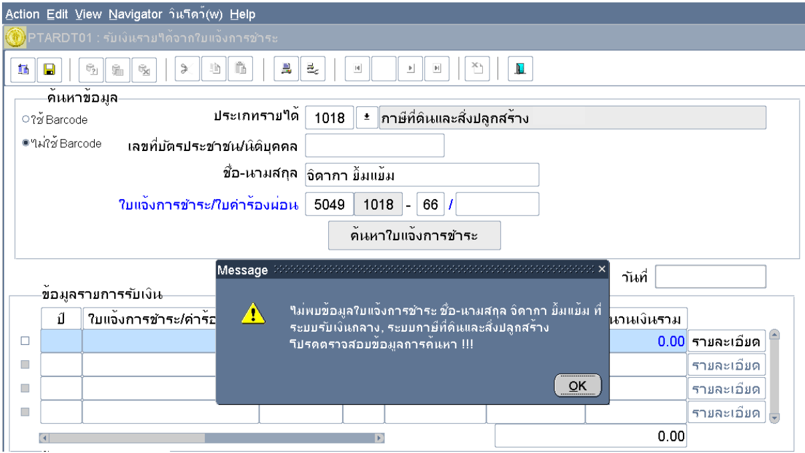 Action Edit View Navigator วินโดว์(w) Help
PTARDT01 : รับเงินรายได้จากใบแจ้งการชำระ
ค้นหาข้อมูล
ใช้ Barcode
ประเภทรายได้ 1018 ภาษีที่ดินและสิ่งปลูกสร้าง
ไม่ใช้ Barcode
เลขที่บัตรประชาชน/นิติบุคคล
ชื่อ-นามสกุล จิดาภา ยิ้มแย้ม
ใบแจ้งการชำระ/ใบคำร้องผ่อน 5049 1018 - 66 /
ค้นหาใบแจ้งการชำระ
วันที่
Message
ไม่พบข้อมูลใบแจ้งการชำระ ชื่อ-นามสกุล จิดาภา ยิ้มแย้ม ที่
ระบบรับเงินกลาง, ระบบภาษีที่ดินและสิ่งปลูกสร้าง
โปรดตรวจสอบข้อมูลการค้นหา !!!
OK
ข้อมูลรายการรับเงิน
ปี ใบแจ้งการชำระ/คำร้อ นวนเงินรวม
0.00 รายละเอียด
รายละเอียด
รายละเอียด
รายละเอียด
0.00